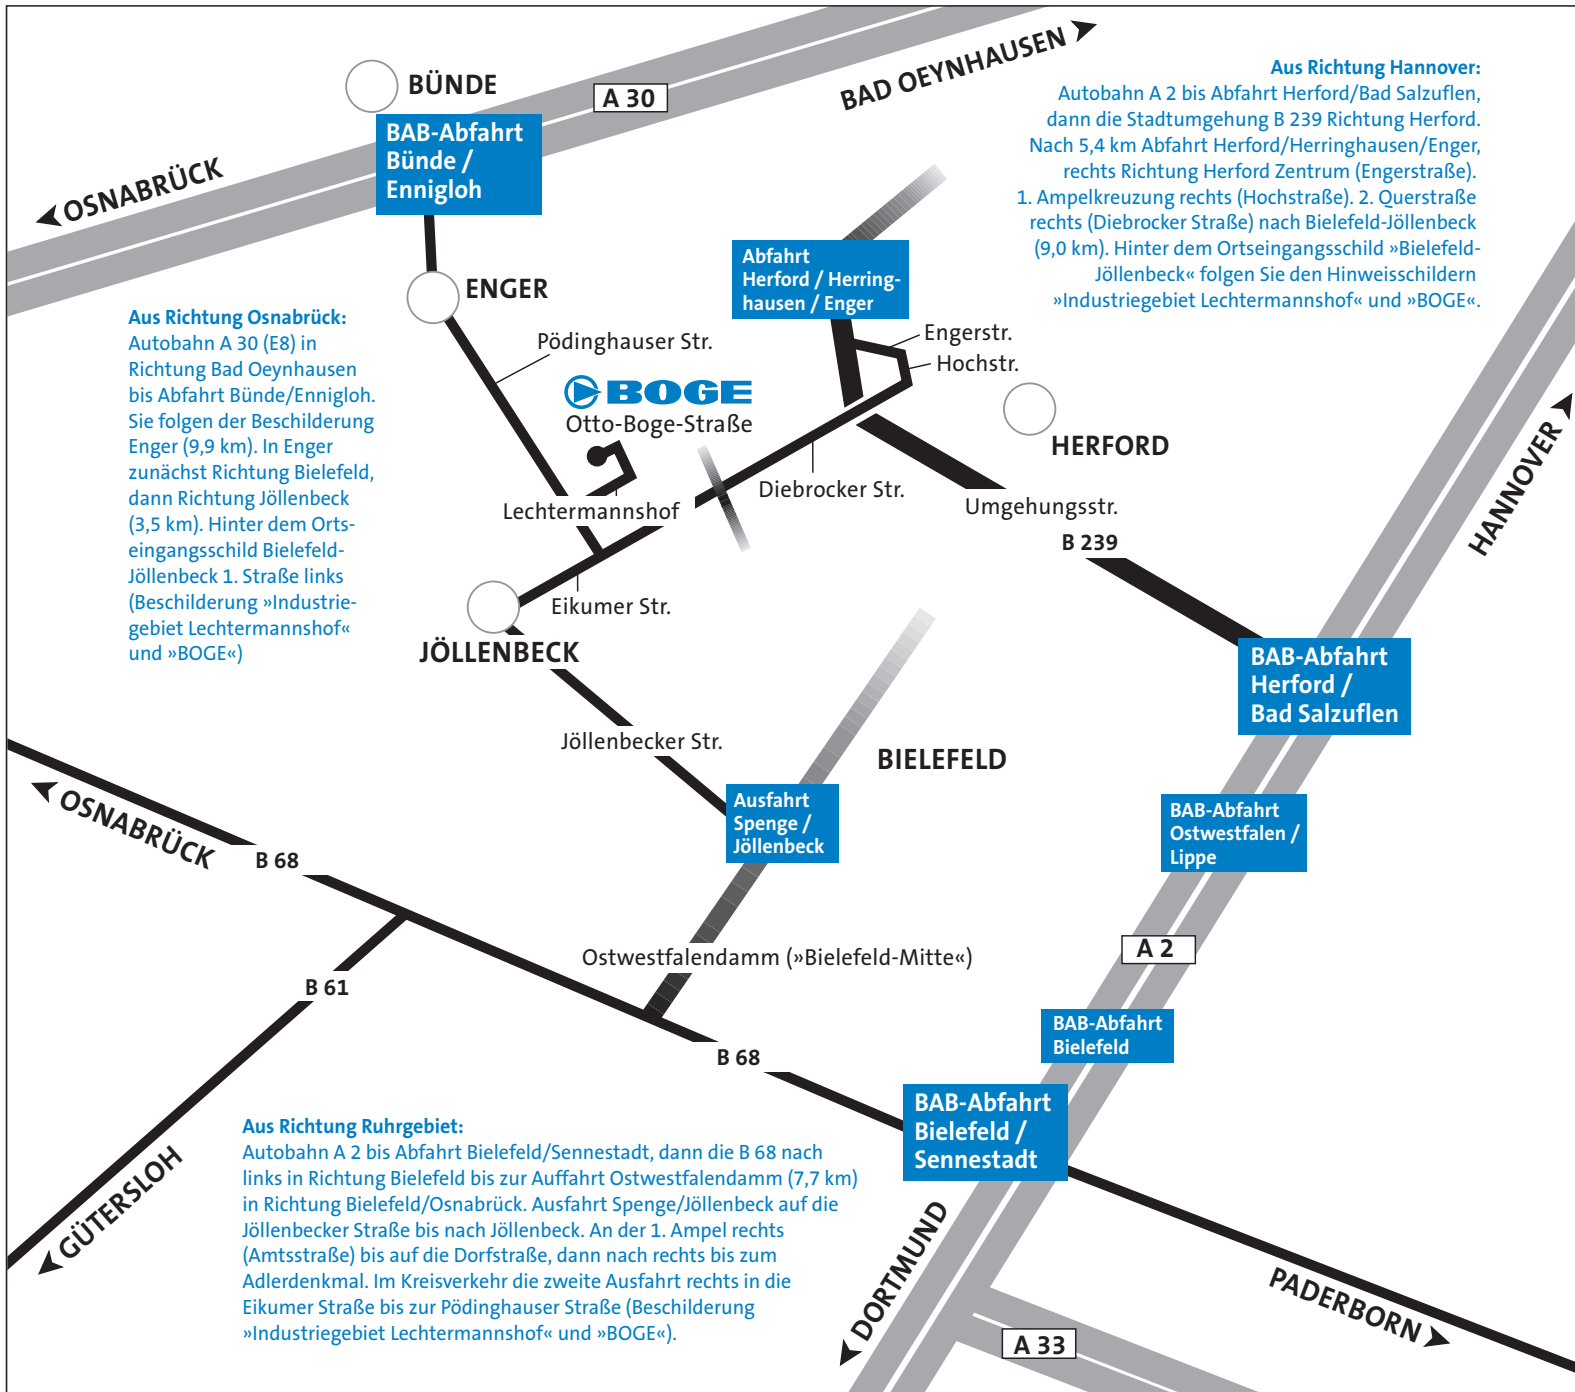 BÜNDE
A 30
BAD OEYNHAUSEN
OSNABRÜCK
BAB-Abfahrt
Bünde /
Ennigloh
Aus Richtung Hannover:
Autobahn A 2 bis Abfahrt Herford/Bad Salzuflen,
dann die Stadtumgehung B 239 Richtung Herford.
Nach 5,4 km Abfahrt Herford/Herringhausen/Enger,
rechts Richtung Herford Zentrum (Engerstraße).
1. Ampelkreuzung rechts (Hochstraße). 2. Querstraße
rechts (Diebrocker Straße) nach Bielefeld-Jöllenbeck
(9,0 km). Hinter dem Ortseingangsschild »Bielefeld-
Jöllenbeck« folgen Sie den Hinweisschildern
»Industriegebiet Lechtermannshof« und »BOGE«.
Abfahrt
Herford / Herring-
hausen / Enger
ENGER
Aus Richtung Osnabrück:
Autobahn A 30 (E8) in
Richtung Bad Oeynhausen
bis Abfahrt Bünde/Ennigloh.
Sie folgen der Beschilderung
Enger (9,9 km). In Enger
zunächst Richtung Bielefeld,
dann Richtung Jöllenbeck
(3,5 km). Hinter dem Orts-
eingangsschild Bielefeld-
Jöllenbeck 1. Straße links
(Beschilderung »Industrie-
gebiet Lechtermannshof«
und »BOGE«)
Pödinghauser Str.
Engerstr.
Hochstr.
BOGE
Otto-Boge-Straße
HERFORD
HANNOVER
Diebrocker Str.
Lechtermannshof
Umgehungsstr.
B 239
Eikumer Str.
JÖLLENBECK
BAB-Abfahrt
Herford /
Bad Salzuflen
Jöllenbecker Str.
BIELEFELD
OSNABRÜCK
Ausfahrt
Spenge /
Jöllenbeck
BAB-Abfahrt
Ostwestfalen /
Lippe
B 68
A 2
Ostwestfalendamm (»Bielefeld-Mitte«)
B 61
BAB-Abfahrt
Bielefeld
B 68
BAB-Abfahrt
Bielefeld /
Sennestadt
Aus Richtung Ruhrgebiet:
Autobahn A 2 bis Abfahrt Bielefeld/Sennestadt, dann die B 68 nach
links in Richtung Bielefeld bis zur Auffahrt Ostwestfalendamm (7,7 km)
in Richtung Bielefeld/Osnabrück. Ausfahrt Spenge/Jöllenbeck auf die
Jöllenbecker Straße bis nach Jöllenbeck. An der 1. Ampel rechts
(Amtsstraße) bis auf die Dorfstraße, dann nach rechts bis zum
Adlerdenkmal. Im Kreisverkehr die zweite Ausfahrt rechts in die
Eikumer Straße bis zur Pödinghauser Straße (Beschilderung
»Industriegebiet Lechtermannshof« und »BOGE«).
GÜTERSLOH
DORTMUND
PADERBORN
A 33